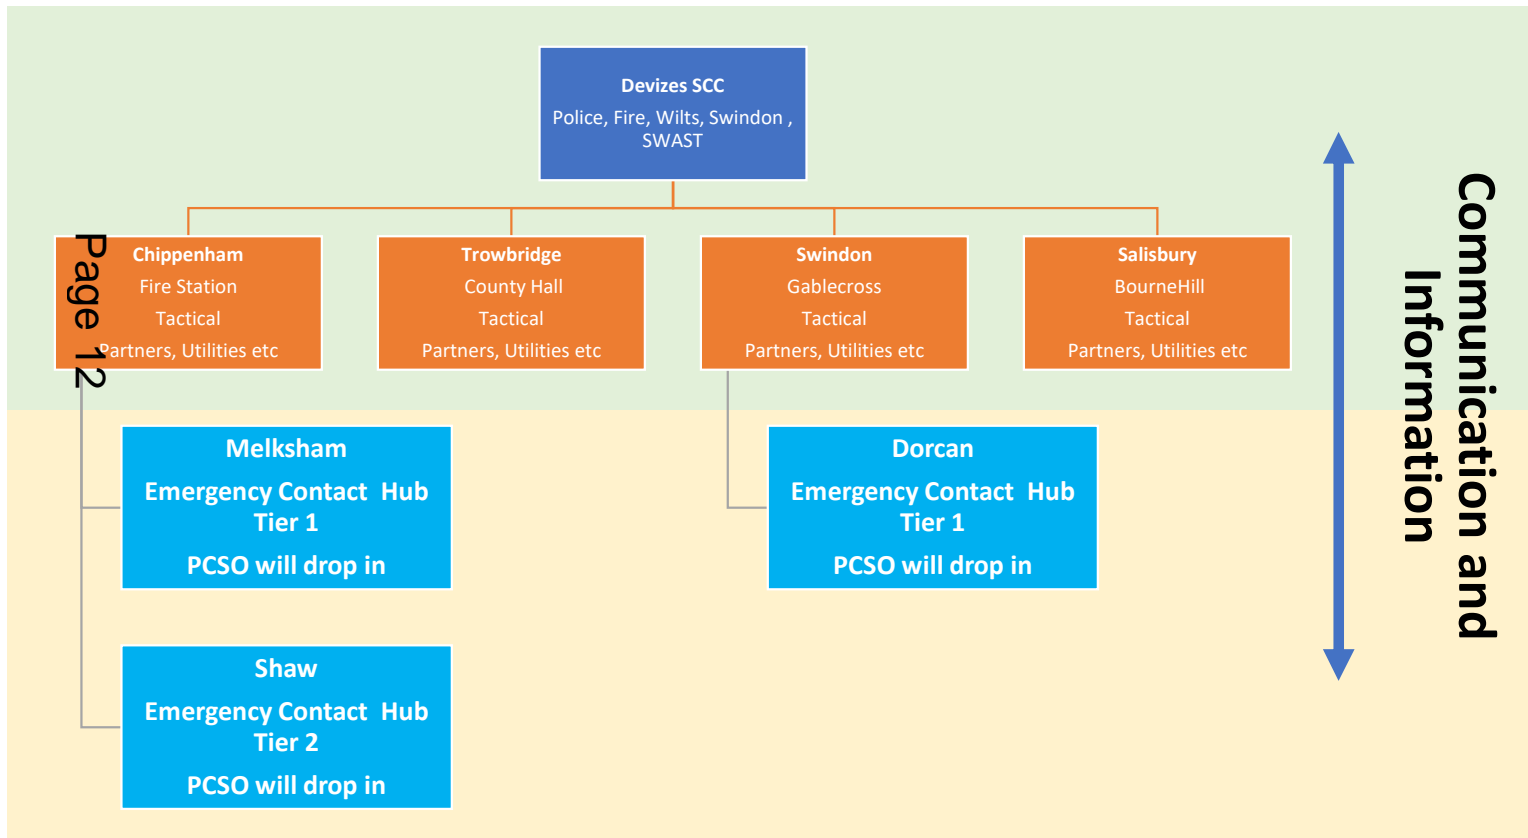 Devizes SCC
Police, Fire, Wilts, Swindon ,
SWAST
Chippenham
Fire Station
Tactical
Partners, Utilities etc
Trowbridge
County Hall
Tactical
Partners, Utilities etc
Swindon
Gablecross
Tactical
Partners, Utilities etc
Salisbury
BourneHill
Tactical
Partners, Utilities etc
Page 12
Melksham
Emergency Contact Hub
Tier 1
PCSO will drop in
Dorcan
Emergency Contact Hub
Tier 1
PCSO will drop in
Shaw
Emergency Contact Hub
Tier 2
PCSO will drop in
Communication and
Information